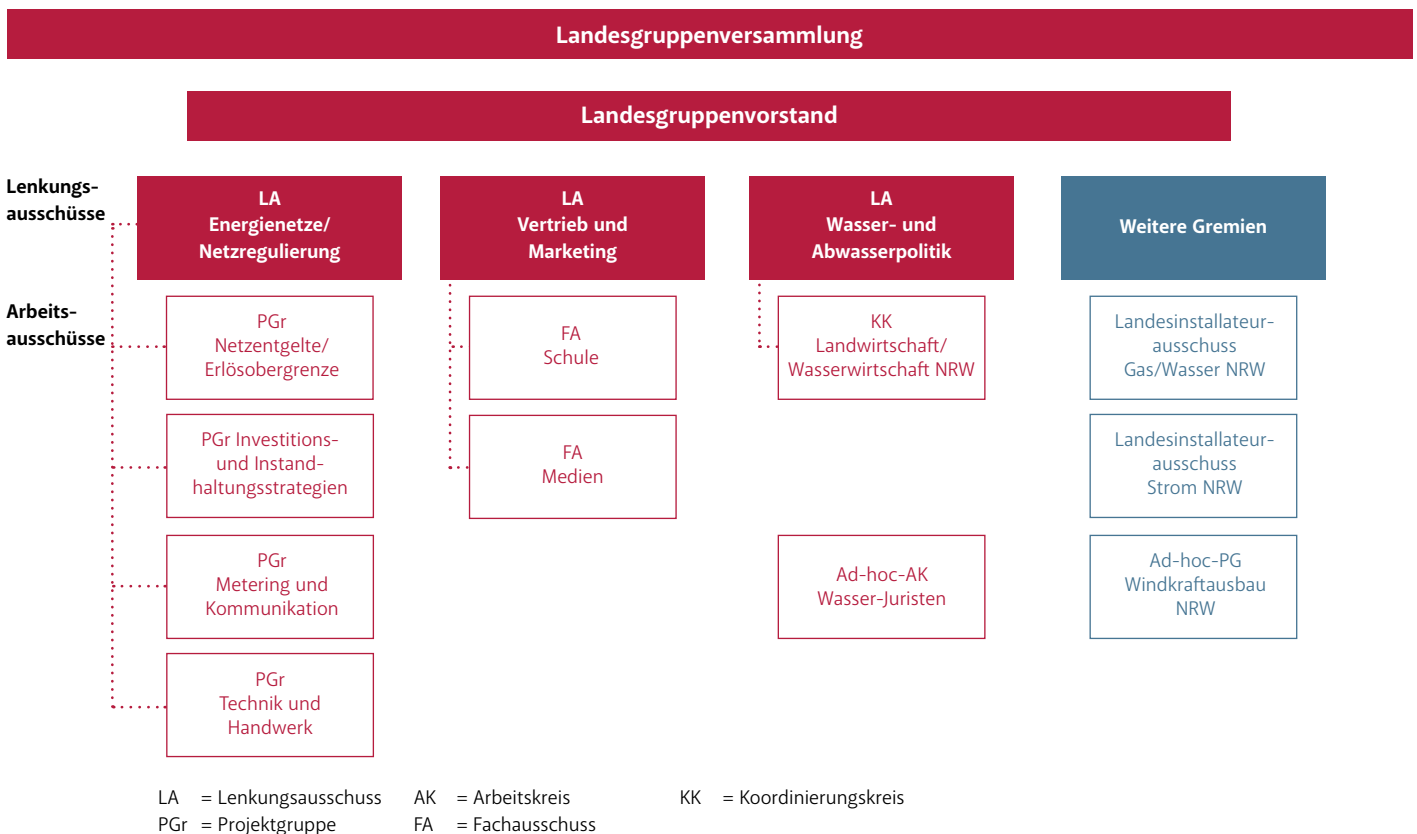 Landesgruppenversammlung
Landesgruppenvorstand
Lenkungs-
ausschüsse
LA
Energienetze/
Netzregulierung
LA
Vertrieb und
Marketing
LA
Wasser- und
Abwasserpolitik
Weitere Gremien
Arbeits-
ausschüsse
PGr
Netzentgelte/
Erlösobergrenze
FA
Schule
KK
Landwirtschaft/
Wasserwirtschaft NRW
Landesinstallateur-
ausschuss
Gas/Wasser NRW
PGr Investitions-
und Instand-
haltungsstrategien
FA
Medien
Landesinstallateur-
ausschuss
Strom NRW
PGr
Metering und
Kommunikation
Ad-hoc-AK
Wasser-Juristen
Ad-hoc-PG
Windkraftausbau
NRW
PGr
Technik und
Handwerk
LA = Lenkungsausschuss AK = Arbeitskreis KK = Koordinierungskreis
PGr = Projektgruppe FA = Fachausschuss